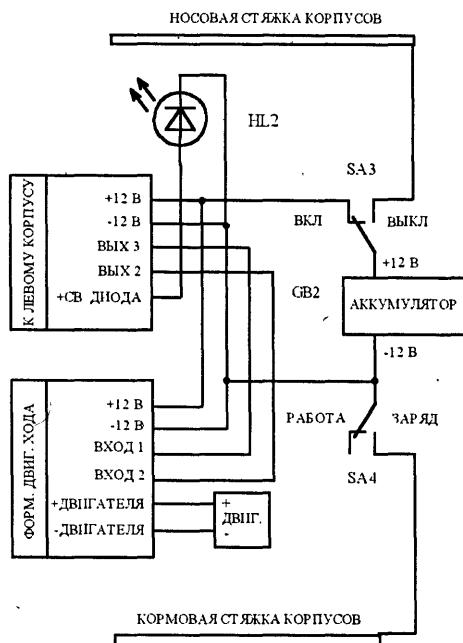 НОСОВАЯ СТЯЖКА КОРПУСОВ
HL2
SA3
К ЛЕВОМУ КОРПУСУ
+12 В
-12 В
ВЫХ 3
ВЫХ 2
+СВ ДИОДА
ВКЛ
ВЫКЛ
+12 В
GB2
АККУМУЛЯТОР
-12 В
ФОРМ. ДВИГ. ХОДА
+12 В
-12 В
ВХОД 1
ВХОД 2
+ДВИГАТЕЛЯ
-ДВИГАТЕЛЯ
+
ДВИГ.
-
РАБОТА
ЗАРЯД
SA4
КОРМОВАЯ СТЯЖКА КОРПУСОВ